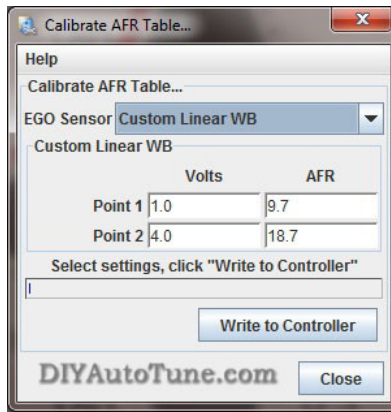 Calibrate AFR Table...
Help
Calibrate AFR Table...
EGO Sensor Custom Linear WB
Custom Linear WB
Volts AFR
Point 1 1.0 9.7
Point 2 4.0 18.7
Select settings, click "Write to Controller"
Write to Controller
DIYAutoTune.com Close